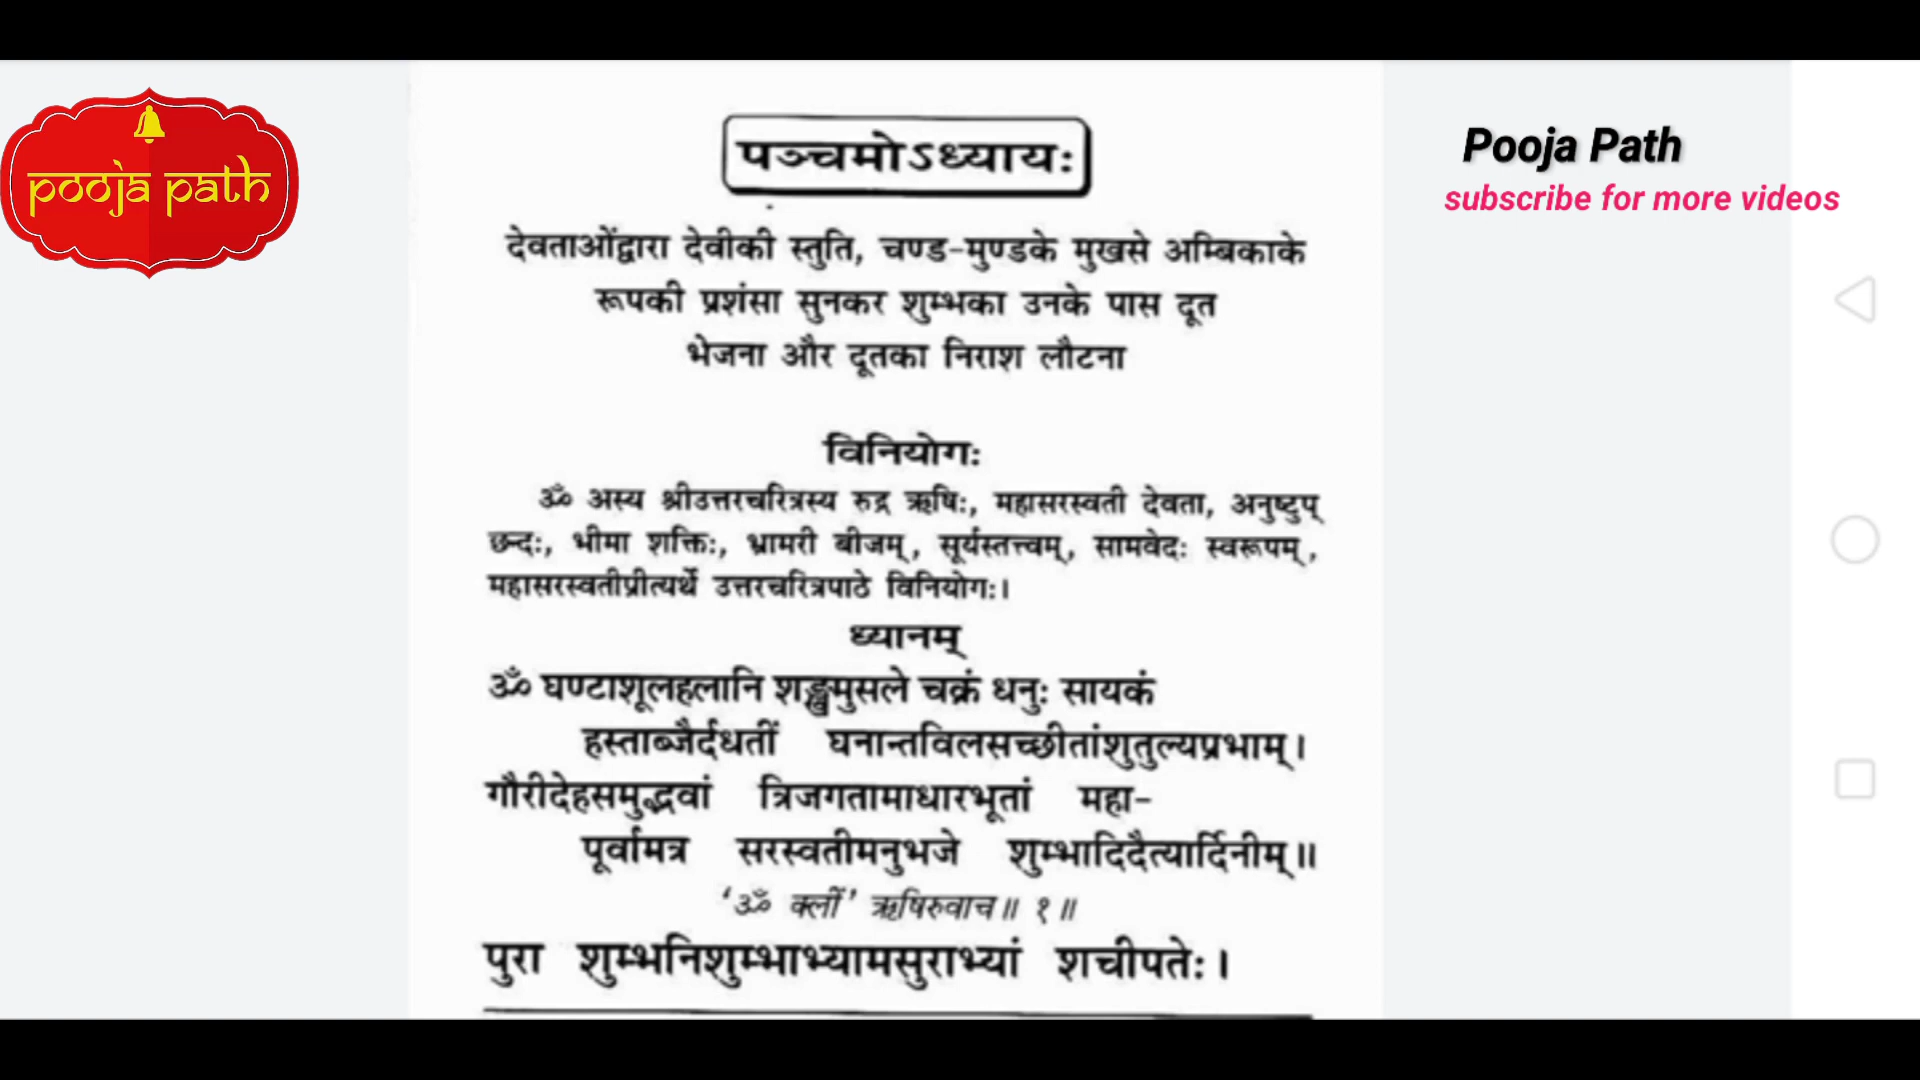 पञ्चमोऽध्यायः
देवताओंद्वारा देवीकी स्तुति, चण्ड-मुण्डके मुखसे अम्बिकाके
रूपकी प्रशंसा सुनकर शुम्भका उनके पास दूत
भेजना और दूतका निराश लौटना
विनियोगः
ॐ अस्य श्रीउत्तरचरित्रस्य रुद्र ऋषिः, महासरस्वती देवता, अनुष्टुप्
छन्दः, भीमा शक्तिः, भ्रामरी बीजम्, सूर्यस्तत्त्वम्, सामवेदः स्वरूपम्,
महासरस्वतीप्रीत्यर्थे उत्तरचरित्रपाठे विनियोगः।
ध्यानम्
ॐ घण्टाशूलहलानि शङ्खमुसले चक्रं धनुः सायकं
हस्ताब्जैर्दधतीं घनान्तविलसच्छीतांशुतुल्यप्रभाम्।
गौरीदेहसमुद्भवां त्रिजगतामाधारभूतां महा-
पूर्वामत्र सरस्वतीमनुभजे शुम्भादिदैत्यार्दिनीम्॥
'ॐ क्लीं' ऋषिरुवाच॥ १॥
पुरा शुम्भनिशुम्भाभ्यामसुराभ्यां शचीपतेः।
pooja path
Pooja Path
subscribe for more videos